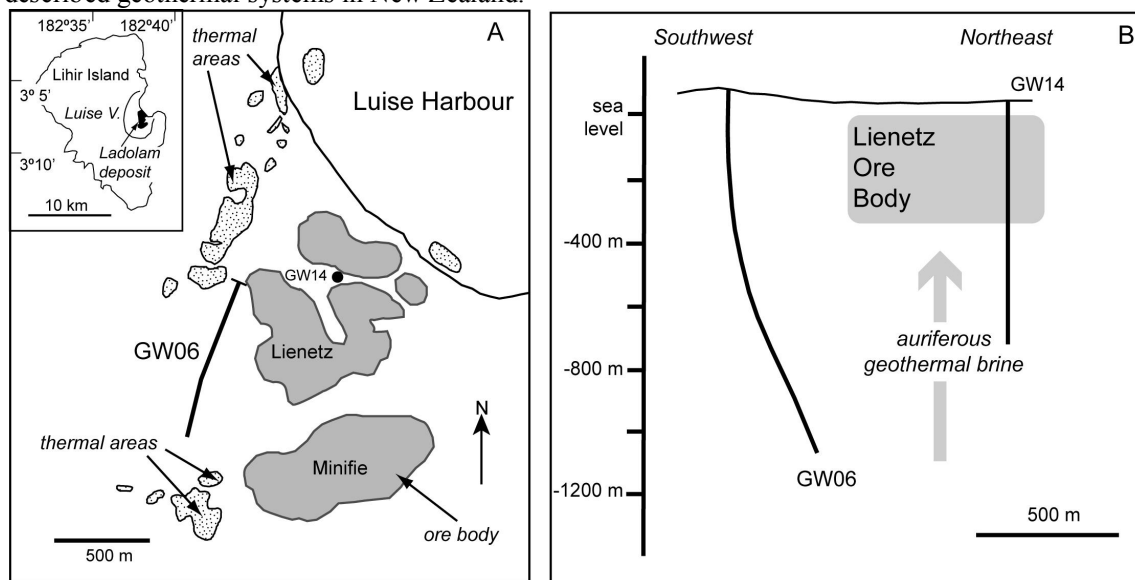 described geothermal systems in New Zealand.
182º35' 182º40'
Lihir Island
3º 5'
Luise V.
Ladolam
deposit
3º10'
10 km
thermal
areas
A
Luise Harbour
GW14
GW06
Lienetz
N
thermal areas
Minifie
ore body
500 m
B
Southwest
Northeast
GW14
sea
level
Lienetz
Ore
Body
-400 m
auriferous
geothermal brine
-800 m
GW06
-1200 m
500 m